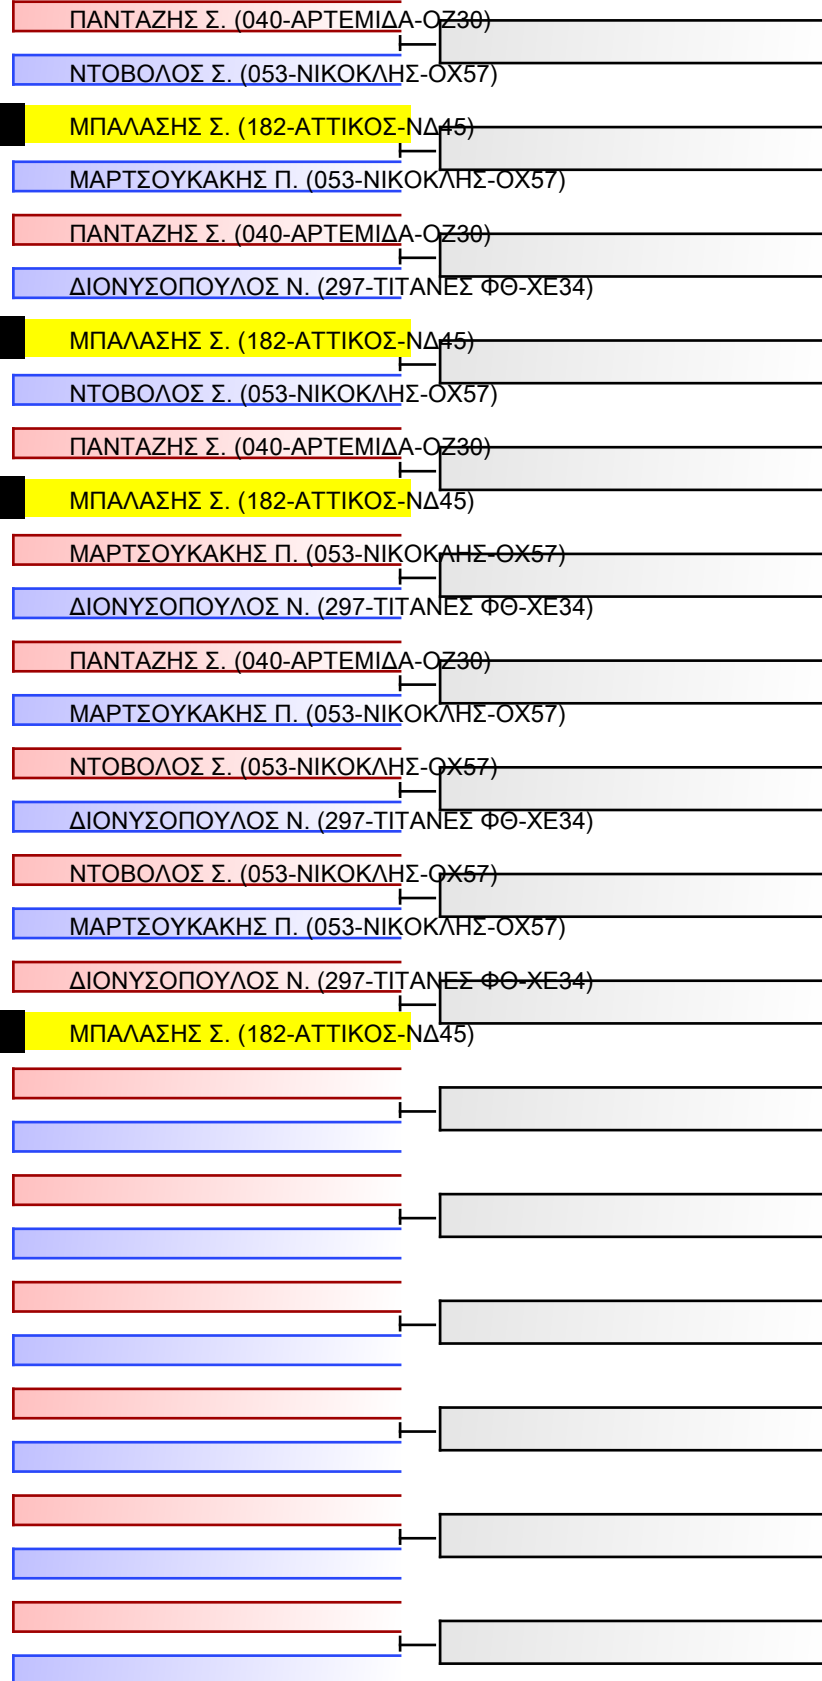 ΠΑΝΤΑΖΗΣ Σ. (040-ΑΡΤΕΜΙΔΑ-ΟΖ30)
ΝΤΟΒΟΛΟΣ Σ. (053-ΝΙΚΟΚΛΗΣ-ΟΧ57)
ΜΠΑΛΑΣΗΣ Σ. (182-ΑΤΤΙΚΟΣ-ΝΔ45)
ΜΑΡΤΣΟΥΚΑΚΗΣ Π. (053-ΝΙΚΟΚΛΗΣ-ΟΧ57)
ΠΑΝΤΑΖΗΣ Σ. (040-ΑΡΤΕΜΙΔΑ-ΟΖ30)
ΔΙΟΝΥΣΟΠΟΥΛΟΣ Ν. (297-ΤΙΤΑΝΕΣ ΦΘ-ΧΕ34)
ΜΠΑΛΑΣΗΣ Σ. (182-ΑΤΤΙΚΟΣ-ΝΔ45)
ΝΤΟΒΟΛΟΣ Σ. (053-ΝΙΚΟΚΛΗΣ-ΟΧ57)
ΠΑΝΤΑΖΗΣ Σ. (040-ΑΡΤΕΜΙΔΑ-ΟΖ30)
ΜΠΑΛΑΣΗΣ Σ. (182-ΑΤΤΙΚΟΣ-ΝΔ45)
ΜΑΡΤΣΟΥΚΑΚΗΣ Π. (053-ΝΙΚΟΚΛΗΣ-ΟΧ57)
ΔΙΟΝΥΣΟΠΟΥΛΟΣ Ν. (297-ΤΙΤΑΝΕΣ ΦΘ-ΧΕ34)
ΠΑΝΤΑΖΗΣ Σ. (040-ΑΡΤΕΜΙΔΑ-ΟΖ30)
ΜΑΡΤΣΟΥΚΑΚΗΣ Π. (053-ΝΙΚΟΚΛΗΣ-ΟΧ57)
ΝΤΟΒΟΛΟΣ Σ. (053-ΝΙΚΟΚΛΗΣ-ΟΧ57)
ΔΙΟΝΥΣΟΠΟΥΛΟΣ Ν. (297-ΤΙΤΑΝΕΣ ΦΘ-ΧΕ34)
ΝΤΟΒΟΛΟΣ Σ. (053-ΝΙΚΟΚΛΗΣ-ΟΧ57)
ΜΑΡΤΣΟΥΚΑΚΗΣ Π. (053-ΝΙΚΟΚΛΗΣ-ΟΧ57)
ΔΙΟΝΥΣΟΠΟΥΛΟΣ Ν. (297-ΤΙΤΑΝΕΣ ΦΘ-ΧΕ34)
ΜΠΑΛΑΣΗΣ Σ. (182-ΑΤΤΙΚΟΣ-ΝΔ45)